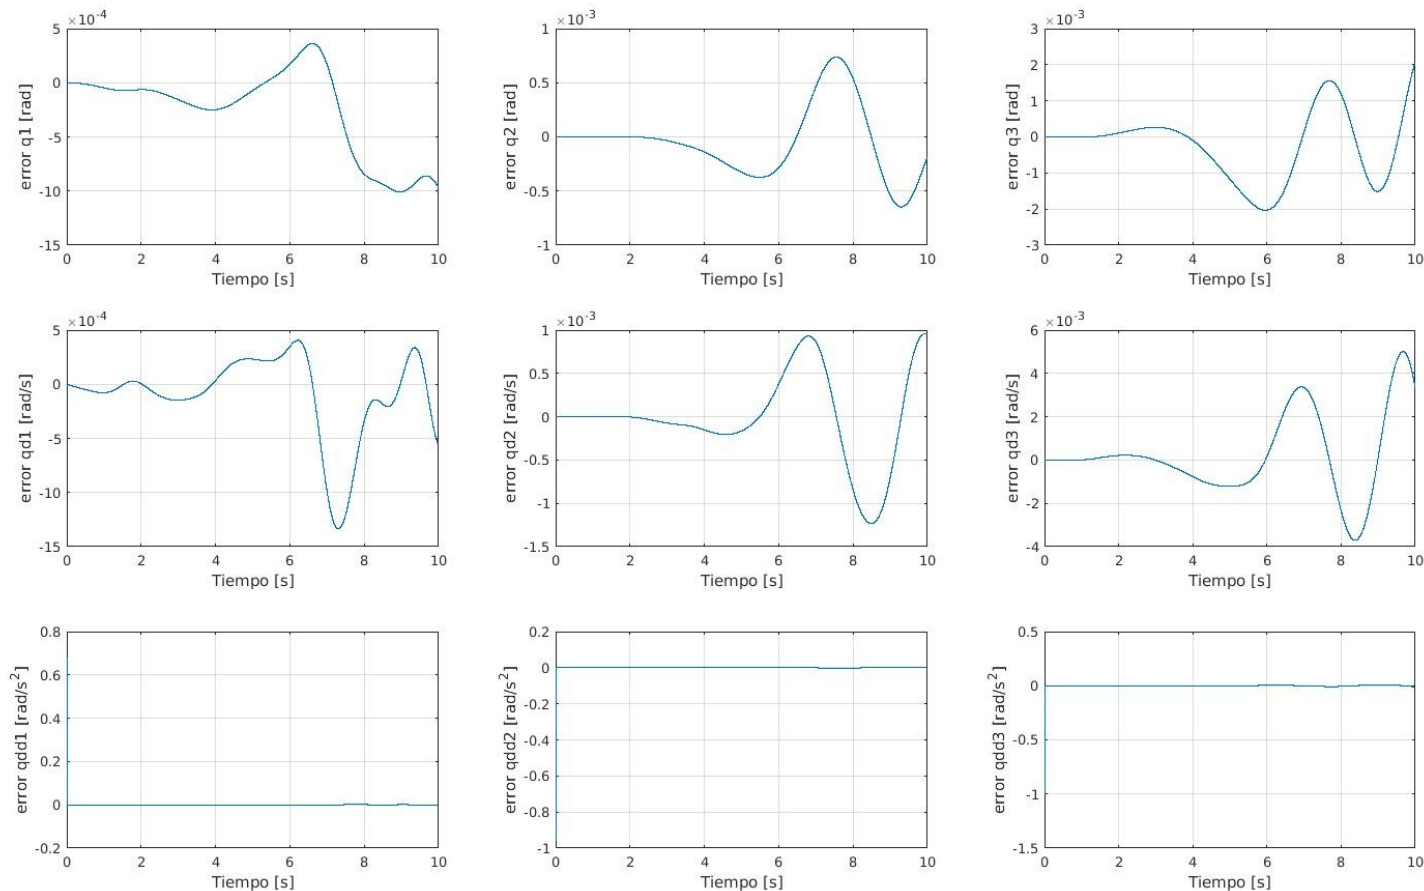 ×10⁻⁴
5
0
-5
-10
-15
error q1 [rad]
0 2 4 6 8 10
Tiempo [s]
×10⁻³
1
0.5
0
-0.5
-1
error q2 [rad]
0 2 4 6 8 10
Tiempo [s]
×10⁻³
3
2
1
0
-1
-2
-3
error q3 [rad]
0 2 4 6 8 10
Tiempo [s]
×10⁻⁴
5
0
-5
-10
-15
error qd1 [rad/s]
0 2 4 6 8 10
Tiempo [s]
×10⁻³
1
0.5
0
-0.5
-1
-1.5
error qd2 [rad/s]
0 2 4 6 8 10
Tiempo [s]
×10⁻³
6
4
2
0
-2
-4
error qd3 [rad/s]
0 2 4 6 8 10
Tiempo [s]
0.8
0.6
0.4
0.2
0
-0.2
error qdd1 [rad/s²]
0 2 4 6 8 10
Tiempo [s]
0.2
0
-0.2
-0.4
-0.6
-0.8
-1
error qdd2 [rad/s²]
0 2 4 6 8 10
Tiempo [s]
0.5
0
-0.5
-1
-1.5
error qdd3 [rad/s²]
0 2 4 6 8 10
Tiempo [s]